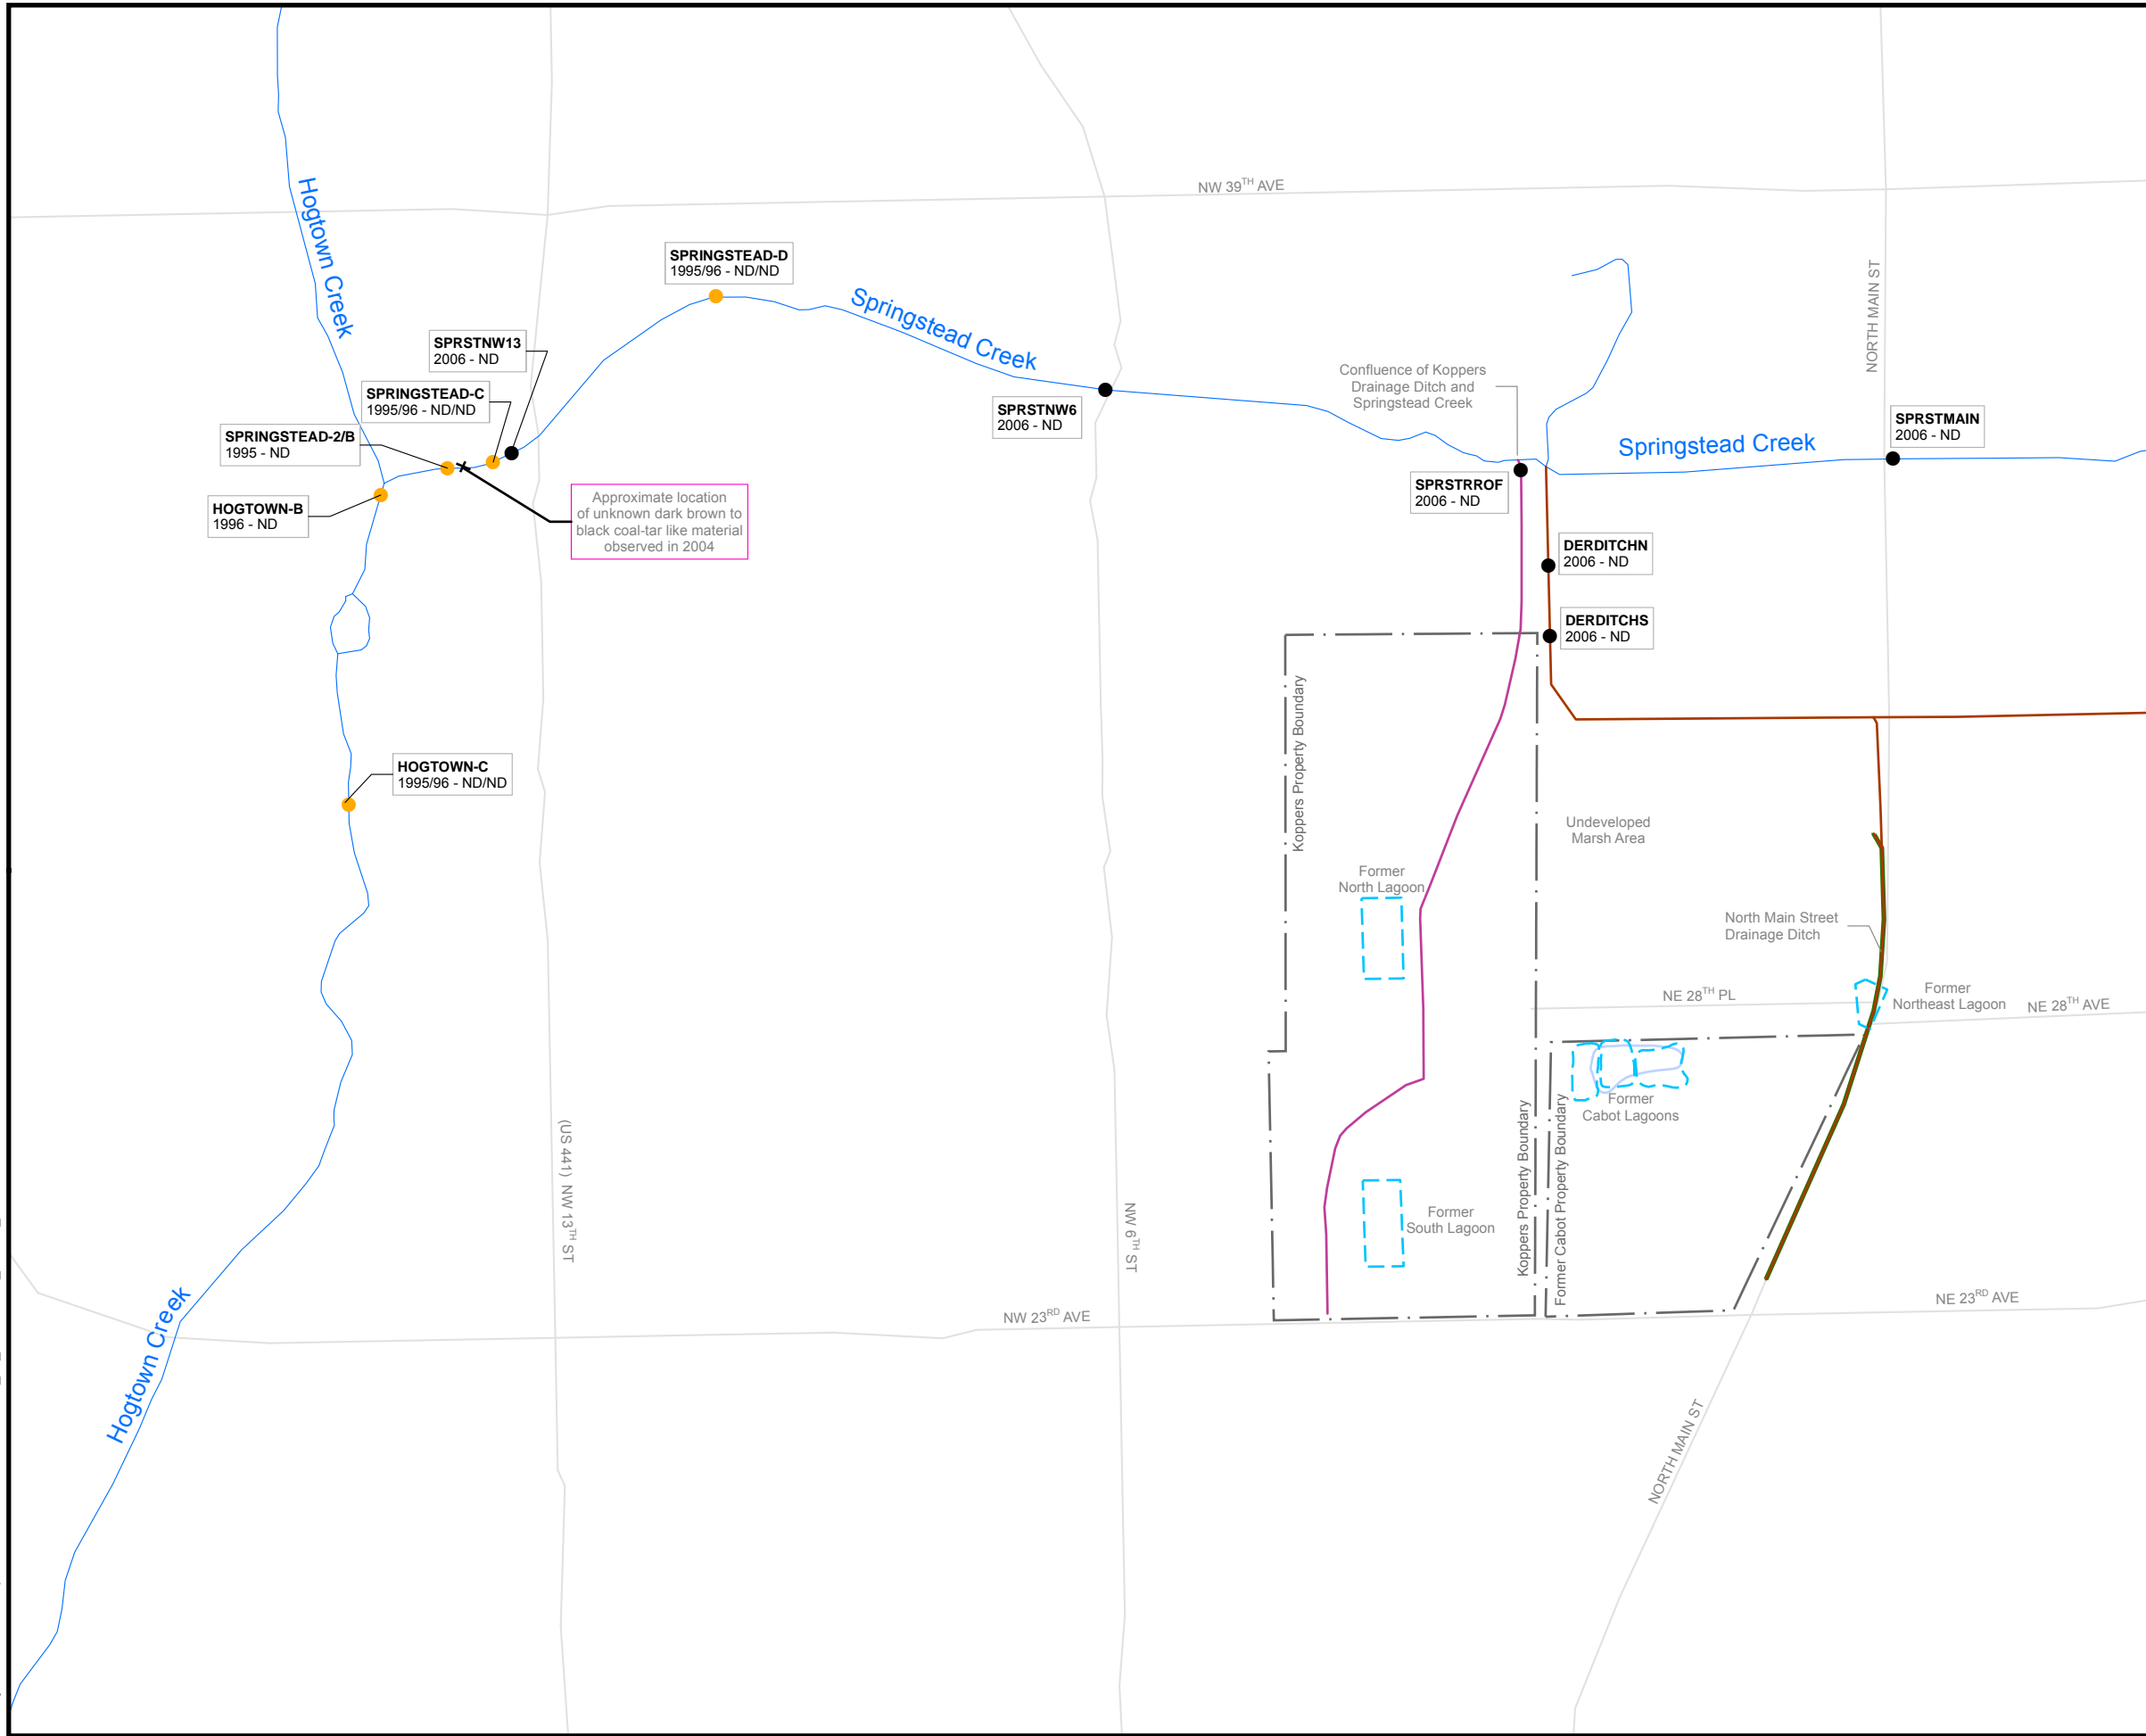 NW 39TH AVE
Hogtown Creek
SPRINGSTEAD-D
1995/96 - ND/ND
Springstead Creek
NORTH MAIN ST
SPRSTNW13
2006 - ND
SPRINGSTEAD-C
1995/96 - ND/ND
SPRINGSTEAD-2/B
1995 - ND
HOGTOWN-B
1996 - ND
Approximate location
of unknown dark brown to
black coal-tar like material
observed in 2004
SPRSTNW6
2006 - ND
Confluence of Koppers
Drainage Ditch and
Springstead Creek
Springstead Creek
SPRSTMAIN
2006 - ND
SPRSTRROF
2006 - ND
DERDITCHN
2006 - ND
DERDITCHS
2006 - ND
Koppers Property Boundary
HOGTOWN-C
1995/96 - ND/ND
Undeveloped
Marsh Area
Former
North Lagoon
North Main Street
Drainage Ditch
NE 28TH PL
Former
Northeast Lagoon
NE 28TH AVE
Former
Cabot Lagoons
Koppers Property Boundary
Former Cabot Property Boundary
(US 441) NW 13TH ST
NW 6TH ST
Former
South Lagoon
NW 23RD AVE
NE 23RD AVE
Hogtown Creek
NORTH MAIN ST